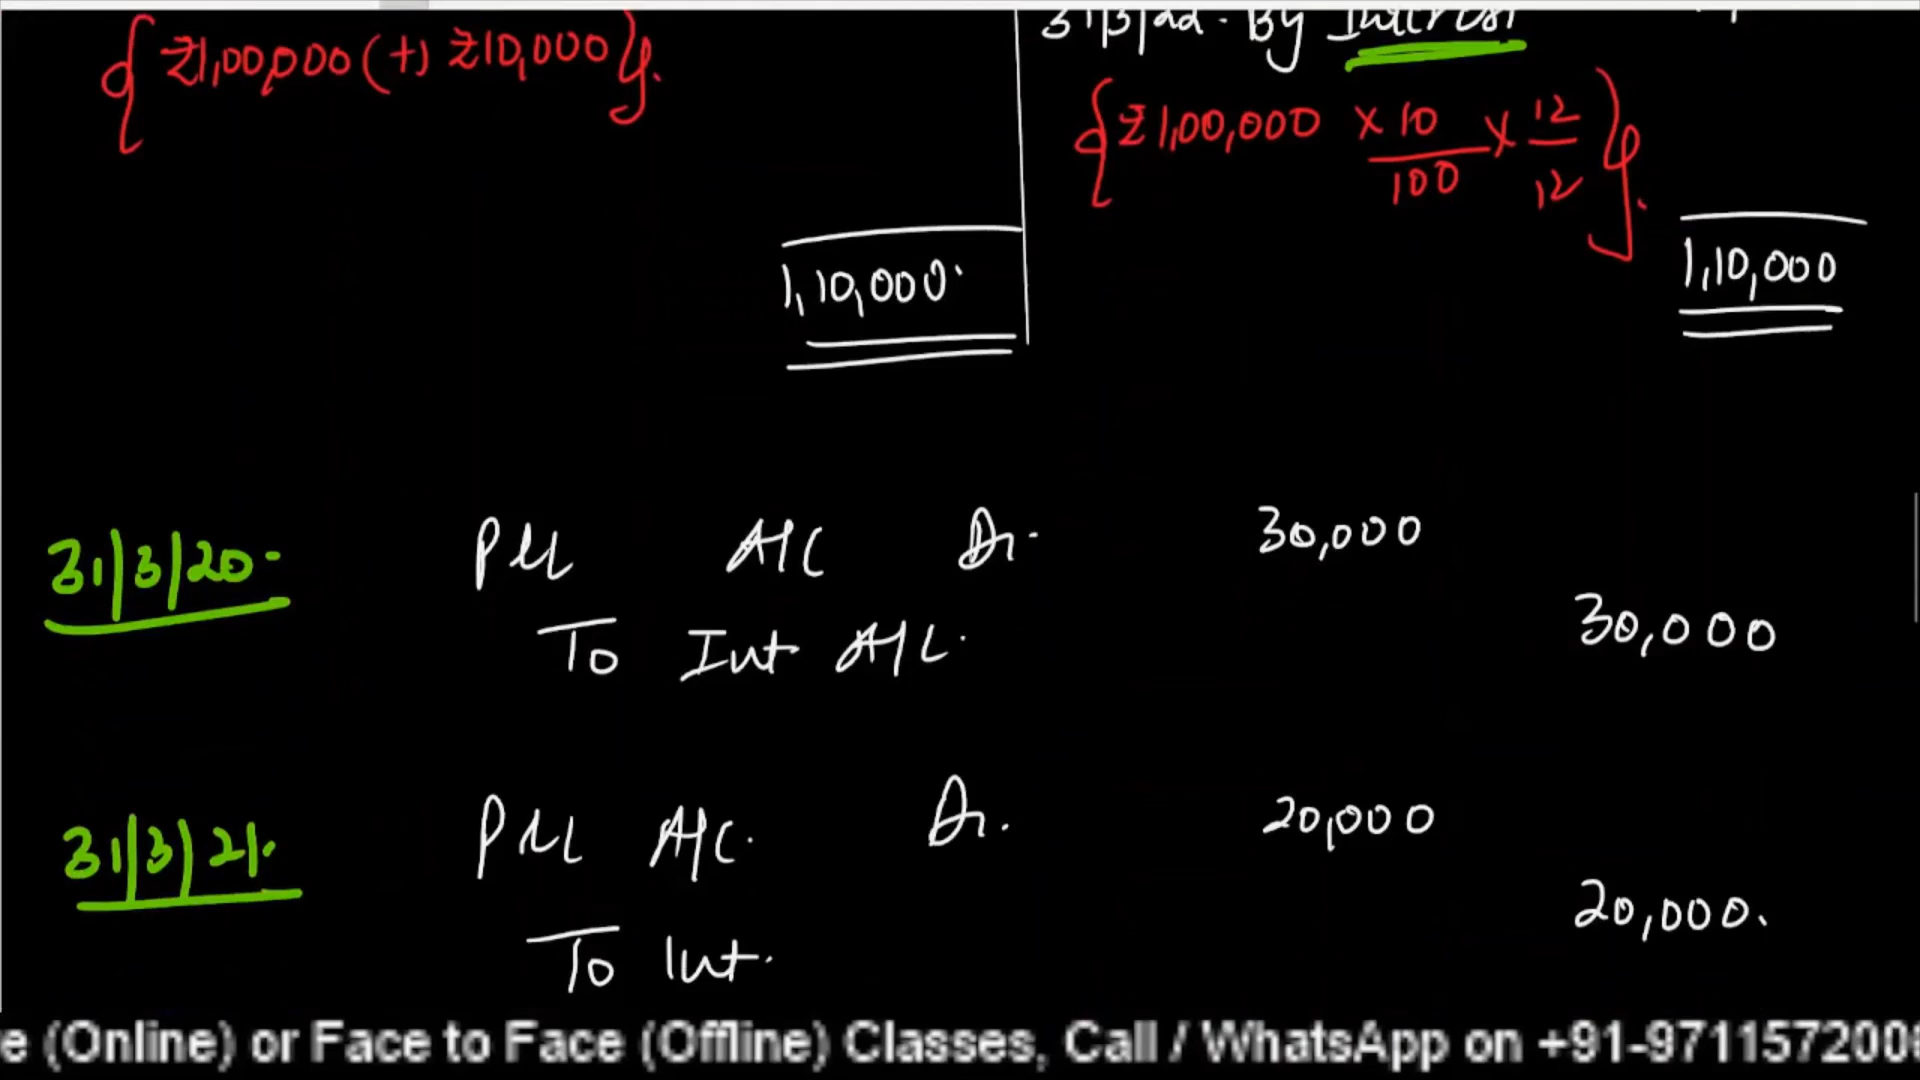 {₹1,00,000 (+) ₹10,000}.
31/3/22. By Interest
{₹1,00,000 × 10/100 × 12/12}.
1,10,000.
1,10,000
31/3/20. P&L A/C Dr. 30,000
To Int A/C. 30,000
31/3/21. P&L A/C. Dr. 20,000
To Int. 20,000.
e (Online) or Face to Face (Offline) Classes, Call / WhatsApp on +91-971157200